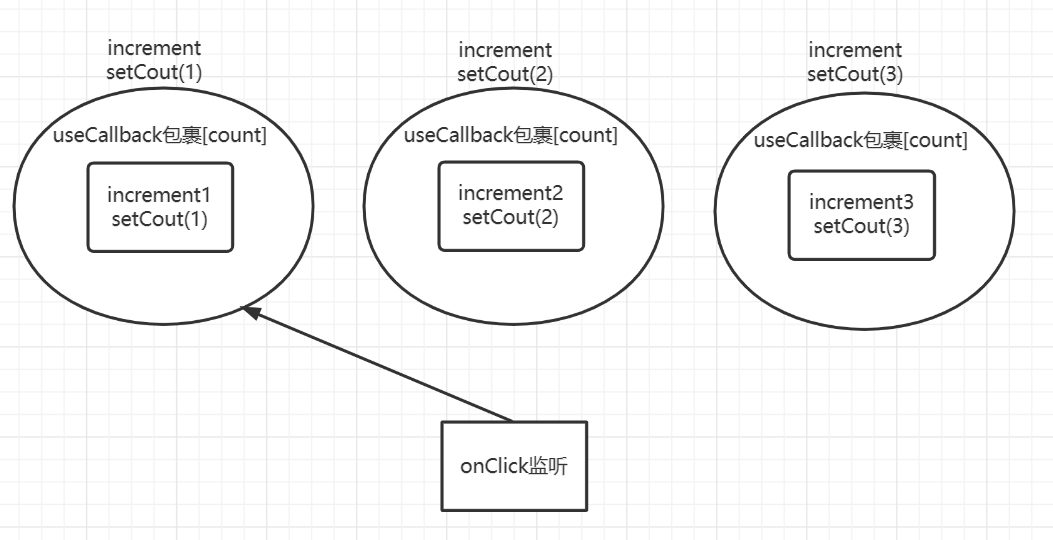 increment
setCout(1)
useCallback包裹[count]
increment1
setCout(1)
increment
setCout(2)
useCallback包裹[count]
increment2
setCout(2)
increment
setCout(3)
useCallback包裹[count]
increment3
setCout(3)
onClick监听